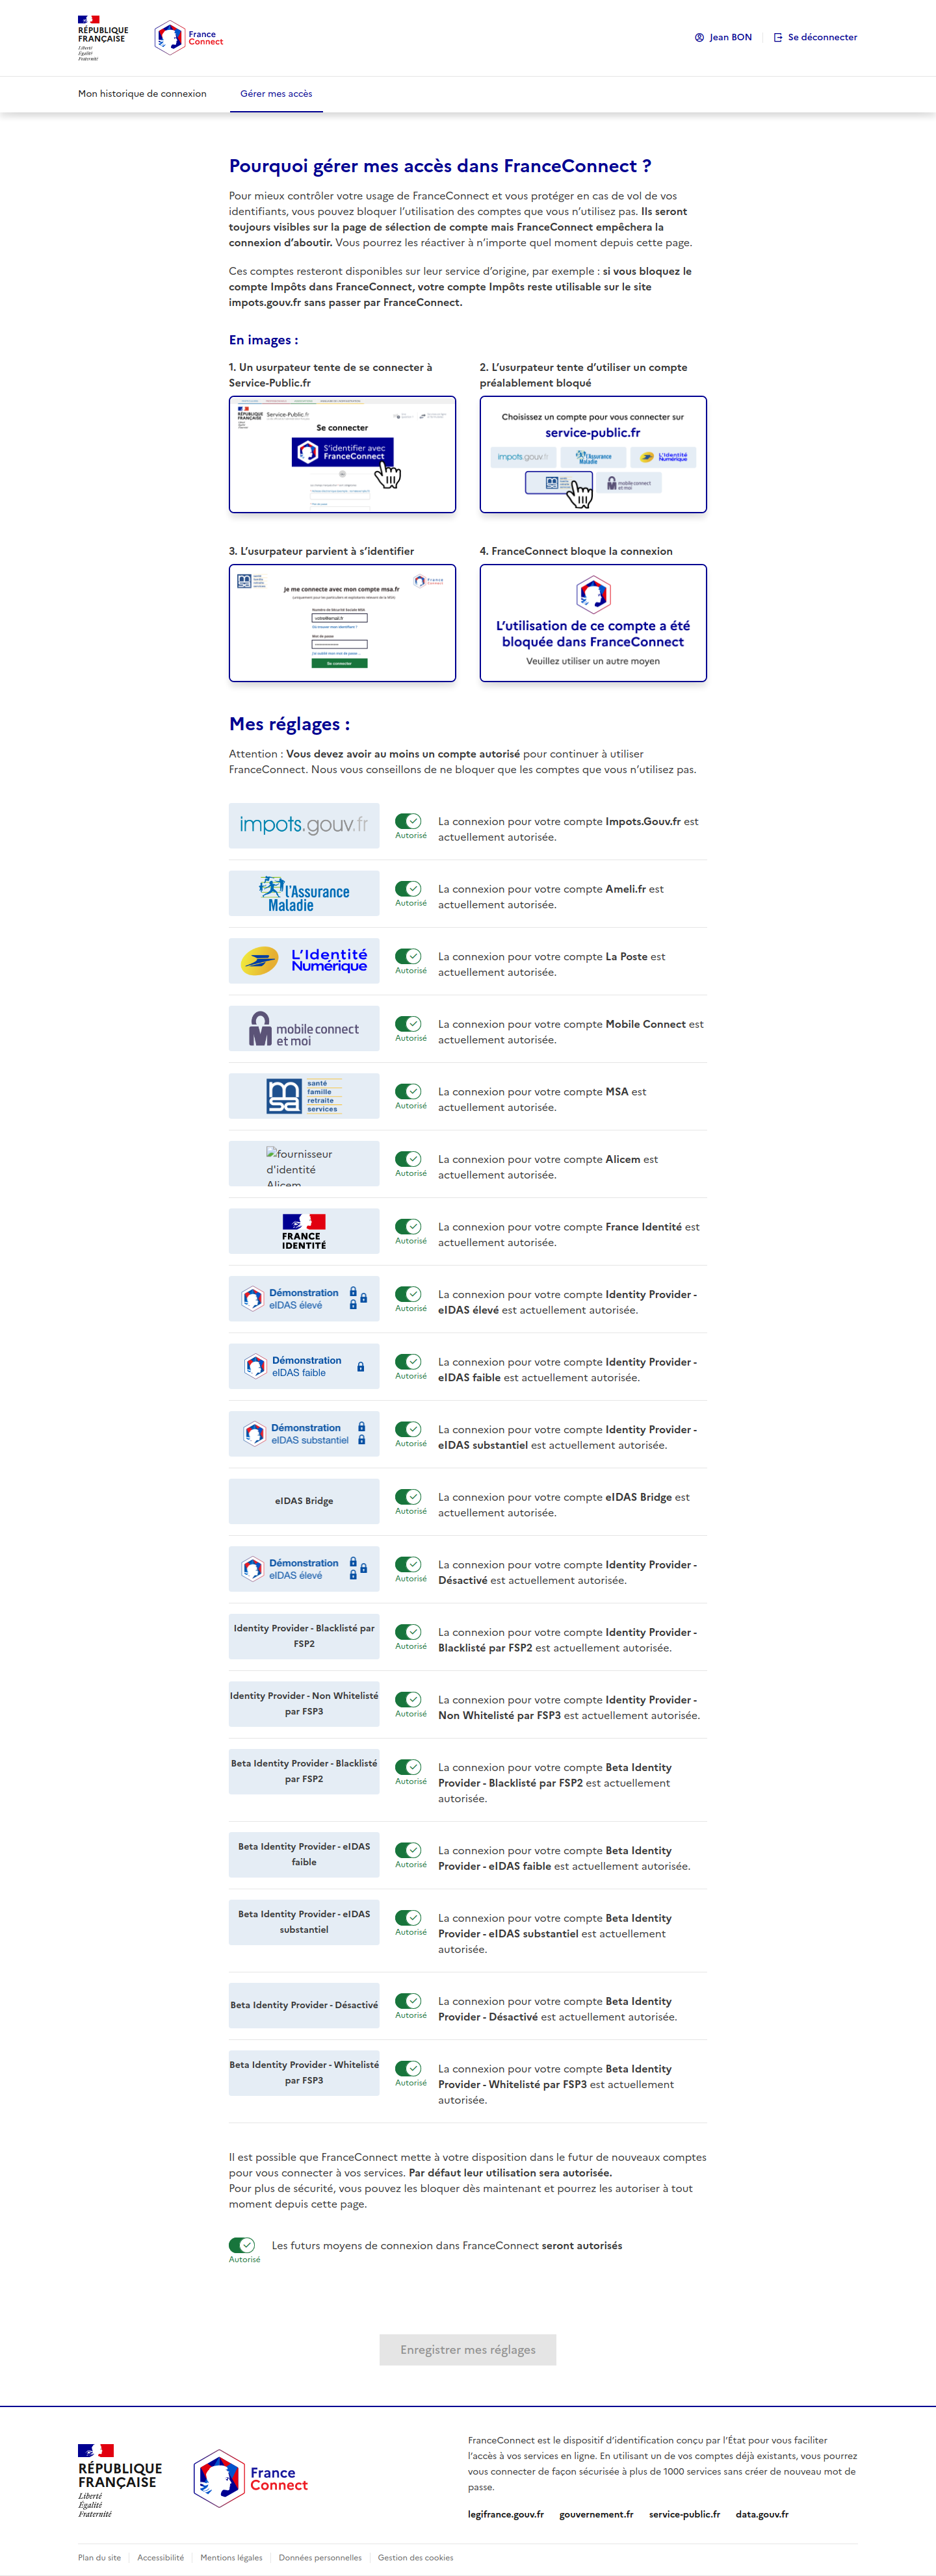 RÉPUBLIQUE
FRANÇAISE
Liberté
Égalité
Fraternité
France
Connect
Jean BON
Se déconnecter
Mon historique de connexion
Gérer mes accès
Pourquoi gérer mes accès dans FranceConnect ?
Pour mieux contrôler votre usage de FranceConnect et vous protéger en cas de vol de vos
identifiants, vous pouvez bloquer l’utilisation des comptes que vous n’utilisez pas. Ils seront
toujours visibles sur la page de sélection de compte mais FranceConnect empêchera la
connexion d’aboutir. Vous pourrez les réactiver à n’importe quel moment depuis cette page.
Ces comptes resteront disponibles sur leur service d’origine, par exemple : si vous bloquez le
compte Impôts dans FranceConnect, votre compte Impôts reste utilisable sur le site
impots.gouv.fr sans passer par FranceConnect.
En images :
1. Un usurpateur tente de se connecter à
Service-Public.fr
RÉPUBLIQUE
FRANÇAISE
Service-Public.fr
Se connecter
S’identifier avec
FranceConnect
2. L’usurpateur tente d’utiliser un compte
préalablement bloqué
Choisissez un compte pour vous connecter sur
service-public.fr
impots.gouv.fr
l’Assurance
Maladie
L’Identité
Numérique
mobile connect
et moi
3. L’usurpateur parvient à s’identifier
Je me connecte avec mon compte msa.fr
Se connecter
4. FranceConnect bloque la connexion
L’utilisation de ce compte a été
bloquée dans FranceConnect
Veuillez utiliser un autre moyen
Mes réglages :
Attention : Vous devez avoir au moins un compte autorisé pour continuer à utiliser
FranceConnect. Nous vous conseillons de ne bloquer que les comptes que vous n’utilisez pas.
impots.gouv.fr
Autorisé
La connexion pour votre compte Impots.Gouv.fr est
actuellement autorisée.
l’Assurance
Maladie
Autorisé
La connexion pour votre compte Ameli.fr est
actuellement autorisée.
L’Identité
Numérique
Autorisé
La connexion pour votre compte La Poste est
actuellement autorisée.
mobile connect
et moi
Autorisé
La connexion pour votre compte Mobile Connect est
actuellement autorisée.
msa
santé
famille
retraite
services
Autorisé
La connexion pour votre compte MSA est
actuellement autorisée.
fournisseur
d'identité
Alicem
Autorisé
La connexion pour votre compte Alicem est
actuellement autorisée.
FRANCE
IDENTITÉ
Autorisé
La connexion pour votre compte France Identité est
actuellement autorisée.
Démonstration
eIDAS élevé
Autorisé
La connexion pour votre compte Identity Provider -
eIDAS élevé est actuellement autorisée.
Démonstration
eIDAS faible
Autorisé
La connexion pour votre compte Identity Provider -
eIDAS faible est actuellement autorisée.
Démonstration
eIDAS substantiel
Autorisé
La connexion pour votre compte Identity Provider -
eIDAS substantiel est actuellement autorisée.
eIDAS Bridge
Autorisé
La connexion pour votre compte eIDAS Bridge est
actuellement autorisée.
Démonstration
eIDAS élevé
Autorisé
La connexion pour votre compte Identity Provider -
Désactivé est actuellement autorisée.
Identity Provider - Blacklisté par
FSP2
Autorisé
La connexion pour votre compte Identity Provider -
Blacklisté par FSP2 est actuellement autorisée.
Identity Provider - Non Whitelisté
par FSP3
Autorisé
La connexion pour votre compte Identity Provider -
Non Whitelisté par FSP3 est actuellement autorisée.
Beta Identity Provider - Blacklisté
par FSP2
Autorisé
La connexion pour votre compte Beta Identity
Provider - Blacklisté par FSP2 est actuellement
autorisée.
Beta Identity Provider - eIDAS
faible
Autorisé
La connexion pour votre compte Beta Identity
Provider - eIDAS faible est actuellement autorisée.
Beta Identity Provider - eIDAS
substantiel
Autorisé
La connexion pour votre compte Beta Identity
Provider - eIDAS substantiel est actuellement
autorisée.
Beta Identity Provider - Désactivé
Autorisé
La connexion pour votre compte Beta Identity
Provider - Désactivé est actuellement autorisée.
Beta Identity Provider - Whitelisté
par FSP3
Autorisé
La connexion pour votre compte Beta Identity
Provider - Whitelisté par FSP3 est actuellement
autorisée.
Il est possible que FranceConnect mette à votre disposition dans le futur de nouveaux comptes
pour vous connecter à vos services. Par défaut leur utilisation sera autorisée.
Pour plus de sécurité, vous pouvez les bloquer dès maintenant et pourrez les autoriser à tout
moment depuis cette page.
Autorisé
Les futurs moyens de connexion dans FranceConnect seront autorisés
Enregistrer mes réglages
RÉPUBLIQUE
FRANÇAISE
Liberté
Égalité
Fraternité
France
Connect
FranceConnect est le dispositif d’identification conçu par l’État pour vous faciliter
l’accès à vos services en ligne. En utilisant un de vos comptes déjà existants, vous pourrez
vous connecter de façon sécurisée à plus de 1000 services sans créer de nouveau mot de
passe.
legifrance.gouv.fr
gouvernement.fr
service-public.fr
data.gouv.fr
Plan du site
Accessibilité
Mentions légales
Données personnelles
Gestion des cookies